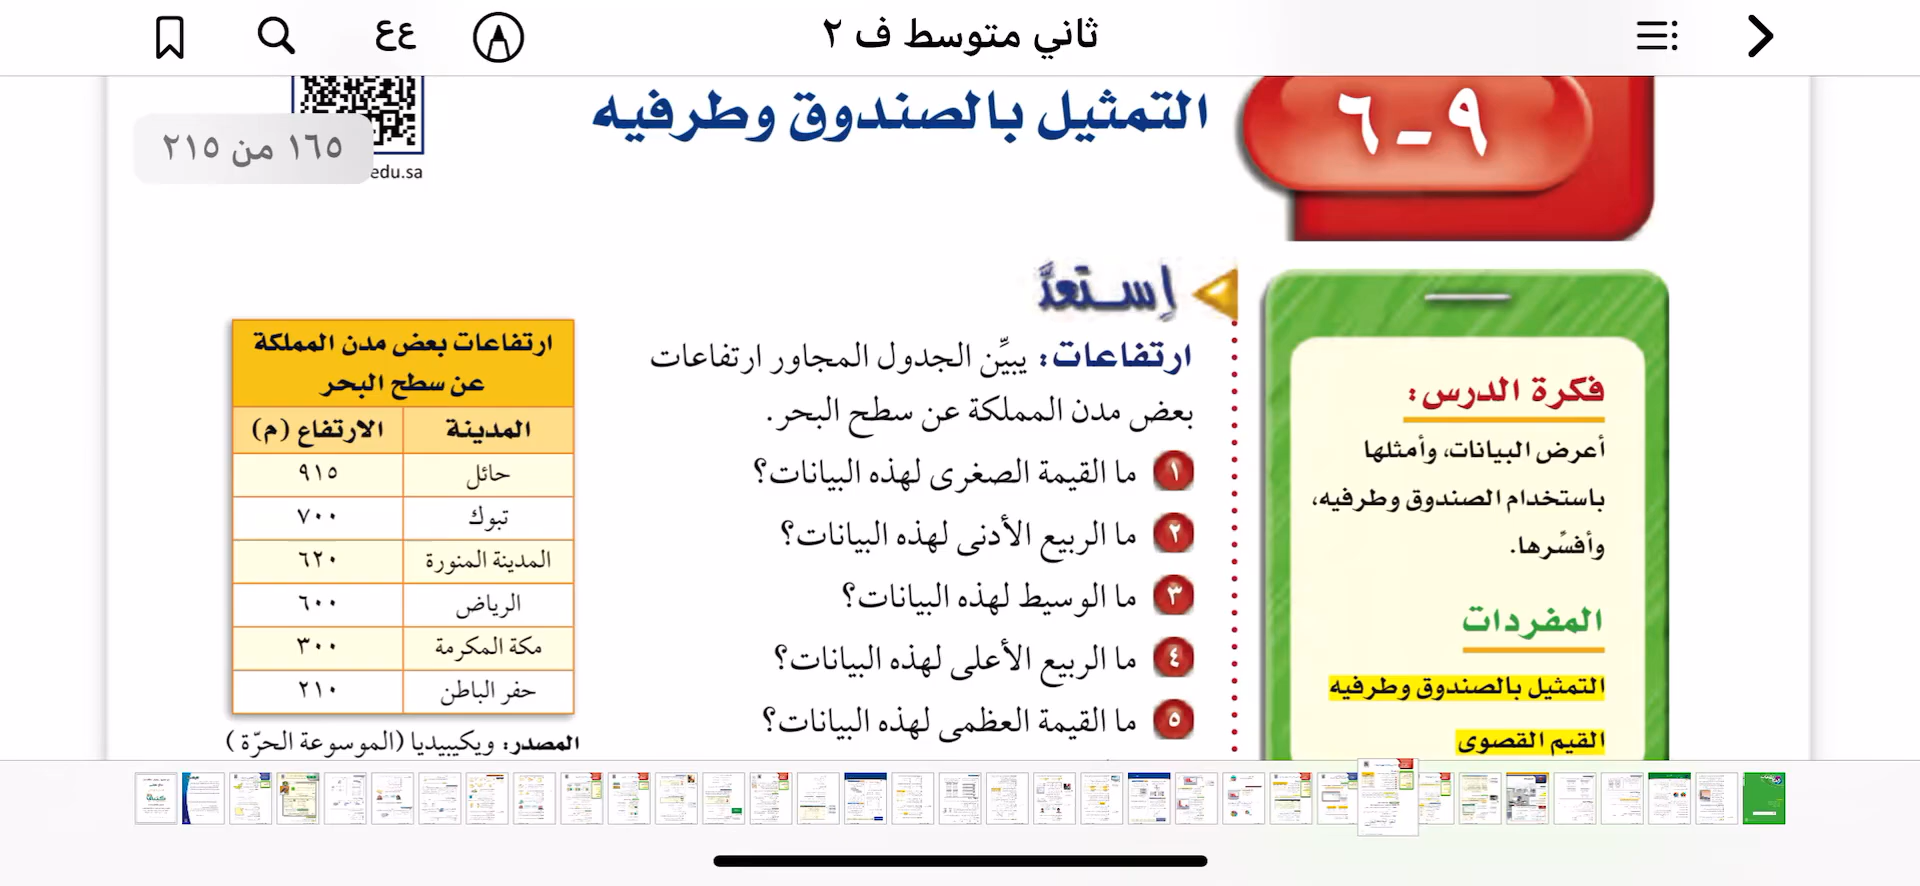 ثاني متوسط ف ٢
عع
١٦٥ من ٢١٥
edu.sa
٩-٦
التمثيل بالصندوق وطرفيه
فكرة الدرس:
أعرض البيانات، وأمثلها
باستخدام الصندوق وطرفيه،
وأفسِّرها.
المفردات
التمثيل بالصندوق وطرفيه
القيم القصوى
اِستعدَّ
ارتفاعات: يبيِّن الجدول المجاور ارتفاعات
بعض مدن المملكة عن سطح البحر.
١ ما القيمة الصغرى لهذه البيانات؟
٢ ما الربيع الأدنى لهذه البيانات؟
٣ ما الوسيط لهذه البيانات؟
٤ ما الربيع الأعلى لهذه البيانات؟
٥ ما القيمة العظمى لهذه البيانات؟
ارتفاعات بعض مدن المملكة
عن سطح البحر
المدينة الارتفاع (م)
حائل ٩١٥
تبوك ٧٠٠
المدينة المنورة ٦٢٠
الرياض ٦٠٠
مكة المكرمة ٣٠٠
حفر الباطن ٢١٠
المصدر: ويكيبيديا (الموسوعة الحرّة )